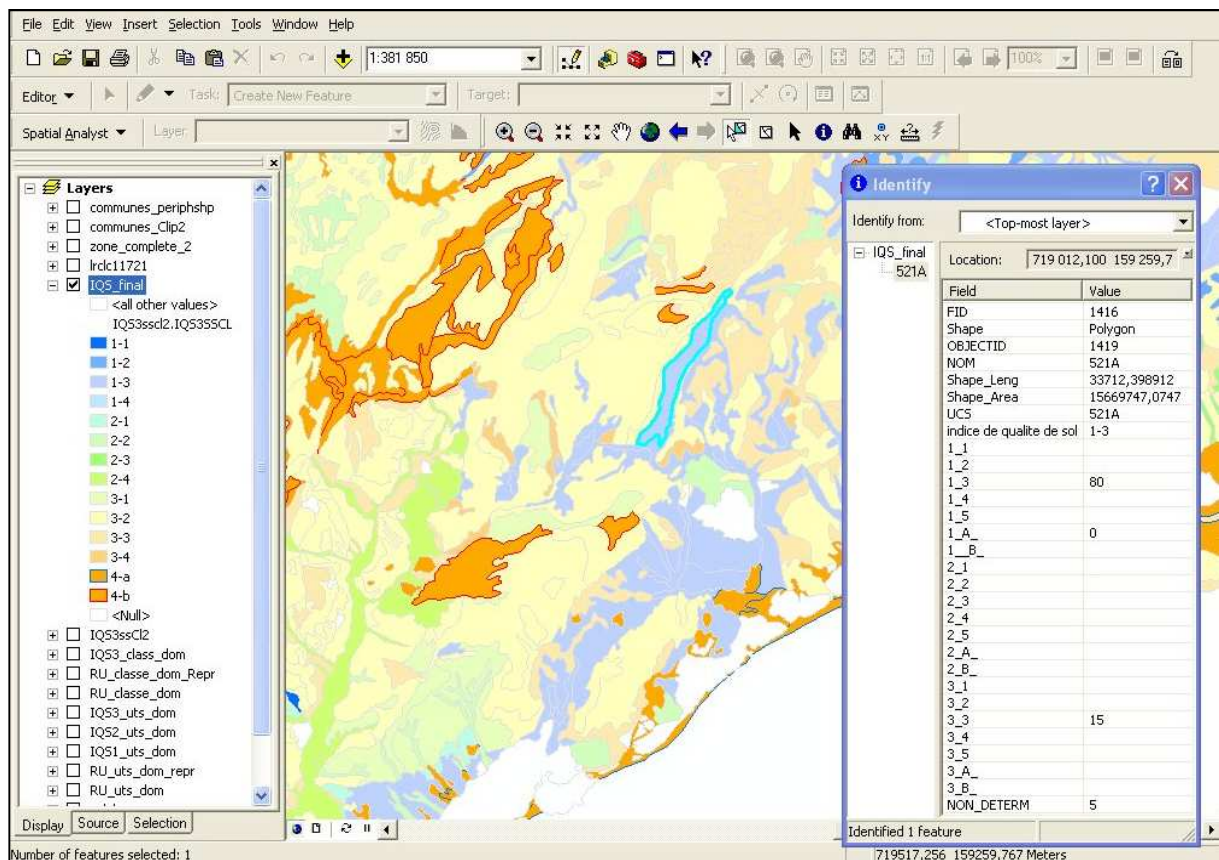 File Edit View Insert Selection Tools Window Help
1:381 850
100%
Editor Task: Create New Feature Target:
Spatial Analyst Layer:
XY
Layers
communes_periphshp
communes_Clip2
zone_complete_2
lrclc11721
IQS_final
<all other values>
IQS3sscl2.IQS3SSCL
1-1
1-2
1-3
1-4
2-1
2-2
2-3
2-4
3-1
3-2
3-3
3-4
4-a
4-b
<Null>
IQS3ssCl2
IQS3_class_dom
RU_classe_dom_Repr
RU_classe_dom
IQS3_uts_dom
IQS2_uts_dom
IQS1_uts_dom
RU_uts_dom_repr
RU_uts_dom
Display Source Selection
Number of features selected: 1
Identify
Identify from: <Top-most layer>
IQS_final
521A
Location: 719 012,100 159 259,7
Field Value
FID 1416
Shape Polygon
OBJECTID 1419
NOM 521A
Shape_Leng 33712,398912
Shape_Area 15669747,0747
UCS 521A
indice de qualite de sol 1-3
1_1
1_2
1_3 80
1_4
1_5
1_A_ 0
1__B_
2_1
2_2
2_3
2_4
2_5
2_A_
2_B_
3_1
3_2
3_3 15
3_4
3_5
3_A_
3_B_
NON_DETERM 5
Identified 1 feature
719517,256 159259,767 Meters